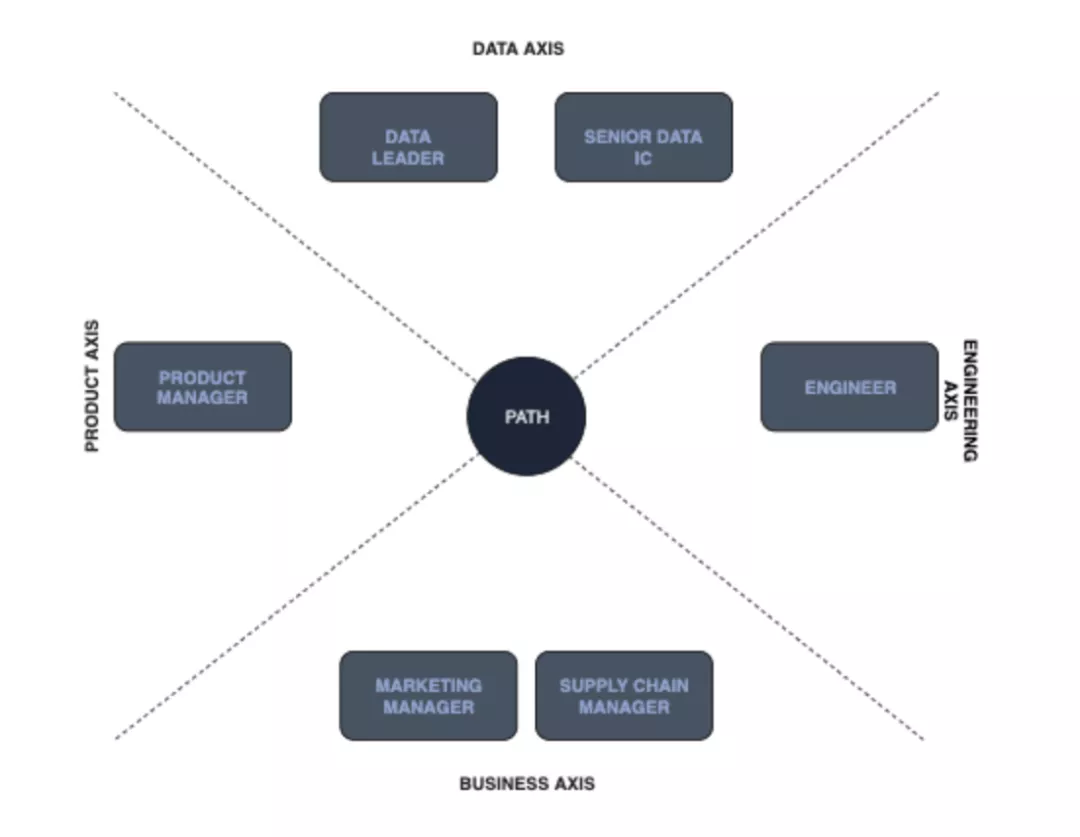 DATA AXIS
DATA
LEADER
SENIOR DATA
IC
PRODUCT AXIS
PRODUCT
MANAGER
PATH
ENGINEER
ENGINEERING
AXIS
MARKETING
MANAGER
SUPPLY CHAIN
MANAGER
BUSINESS AXIS